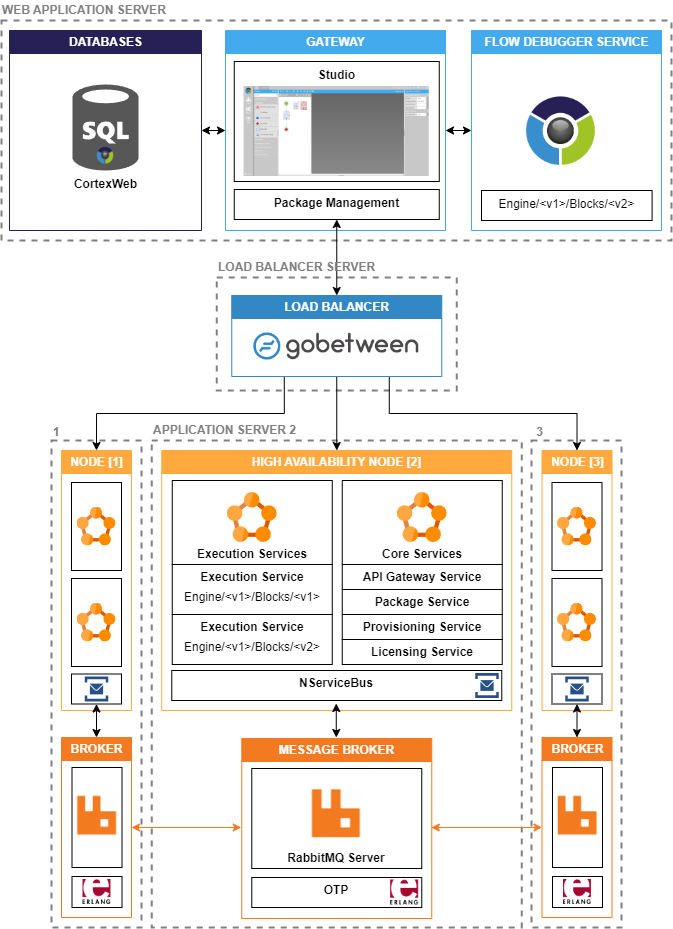 WEB APPLICATION SERVER
DATABASES
GATEWAY
FLOW DEBUGGER SERVICE
Studio
SQL
CortexWeb
Package Management
Engine/<v1>/Blocks/<v2>
LOAD BALANCER SERVER
LOAD BALANCER
gobetween
1
APPLICATION SERVER 2
3
NODE [1]
HIGH AVAILABILITY NODE [2]
NODE [3]
Execution Services
Core Services
Execution Service
Engine/<v1>/Blocks/<v1>
API Gateway Service
Package Service
Execution Service
Engine/<v1>/Blocks/<v2>
Provisioning Service
Licensing Service
NServiceBus
BROKER
MESSAGE BROKER
BROKER
RabbitMQ Server
OTP
ERLANG
ERLANG
ERLANG